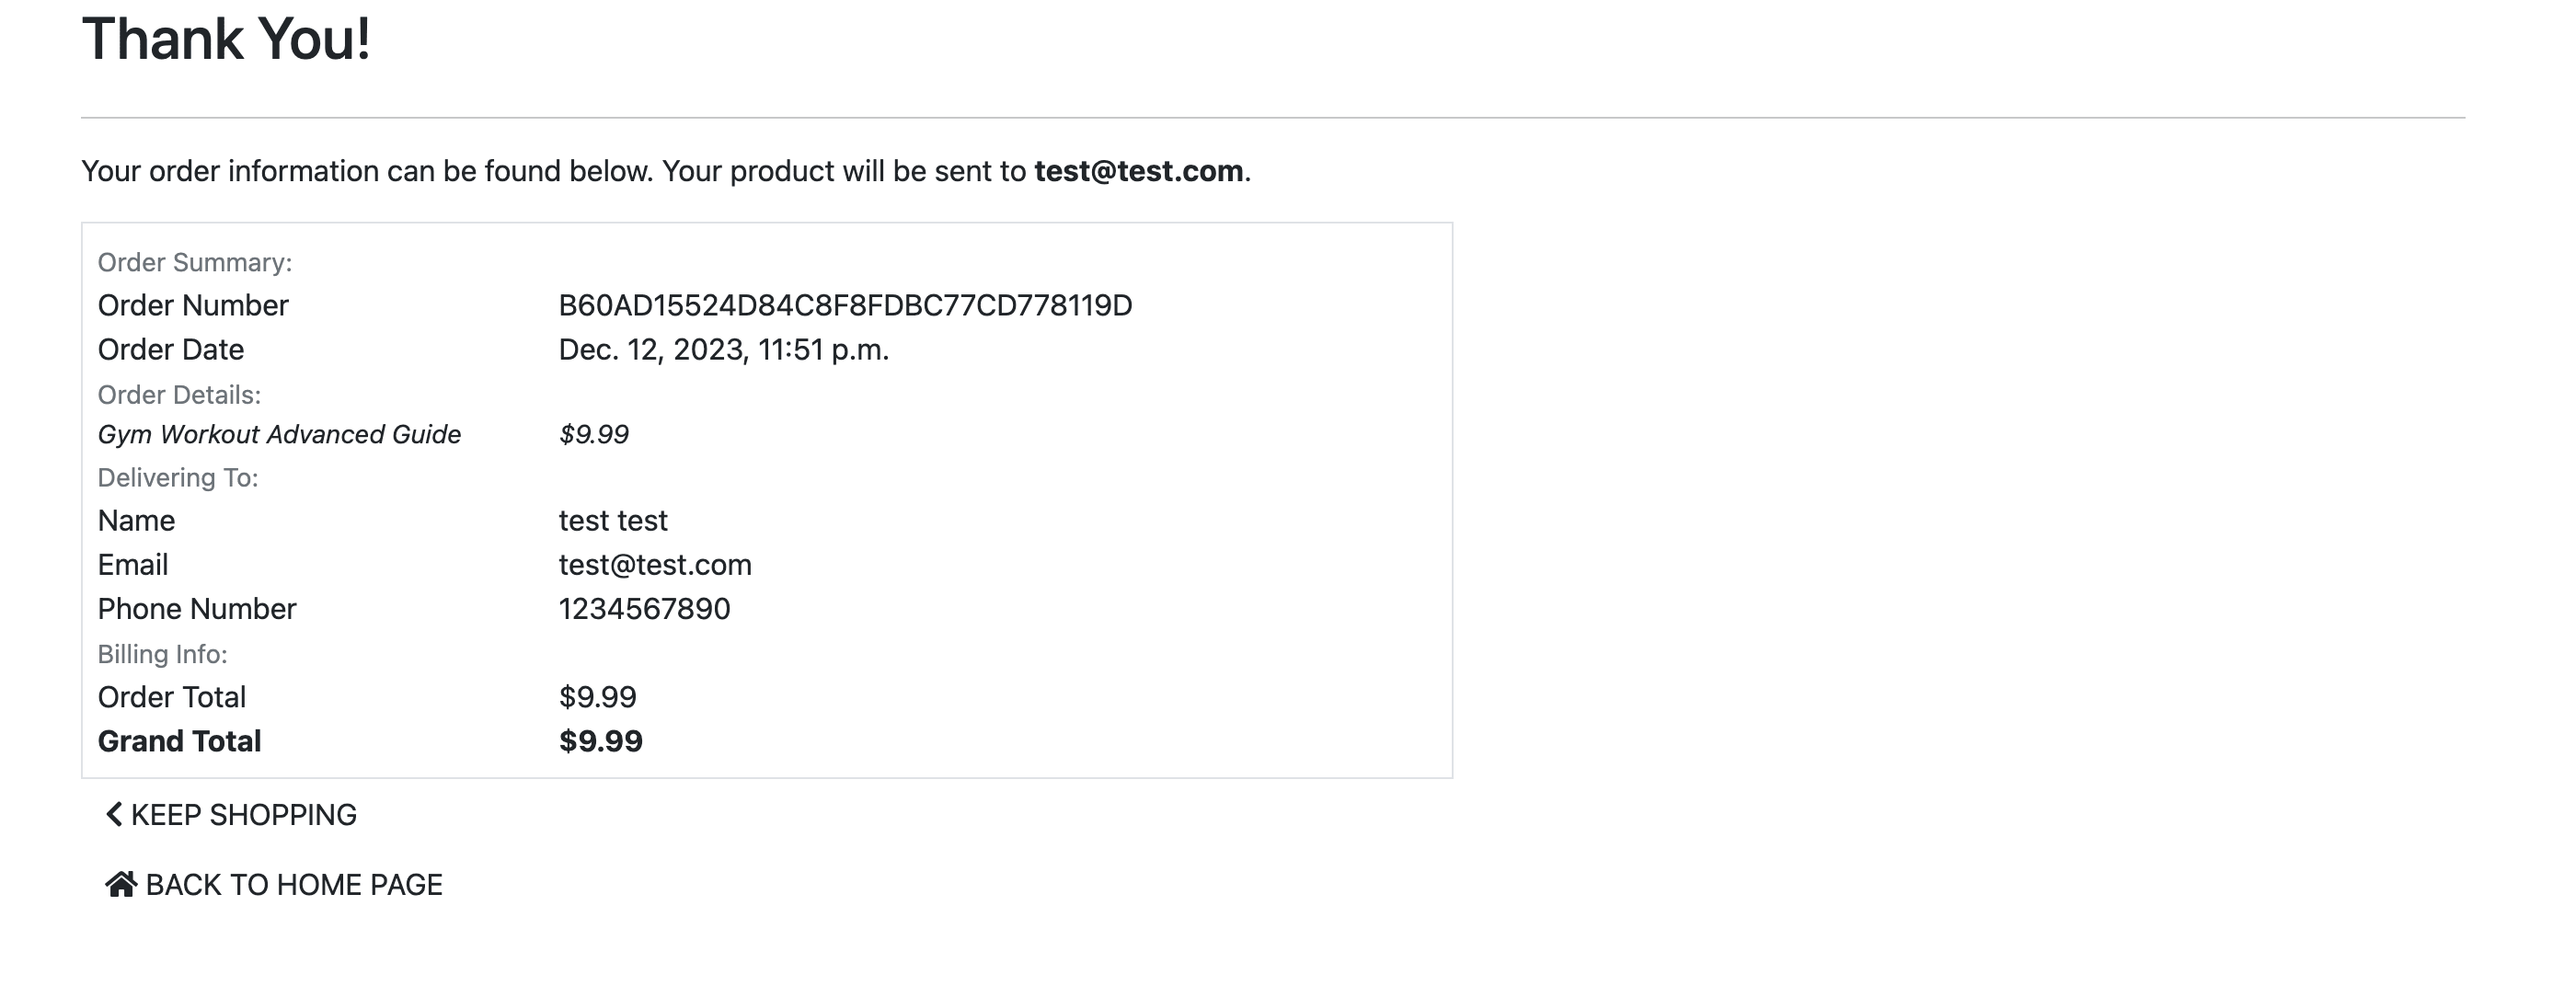 Thank You!
Your order information can be found below. Your product will be sent to test@test.com.
Order Summary:
Order Number B60AD15524D84C8F8FDBC77CD778119D
Order Date Dec. 12, 2023, 11:51 p.m.
Order Details:
Gym Workout Advanced Guide $9.99
Delivering To:
Name test test
Email test@test.com
Phone Number 1234567890
Billing Info:
Order Total $9.99
Grand Total $9.99
KEEP SHOPPING
BACK TO HOME PAGE